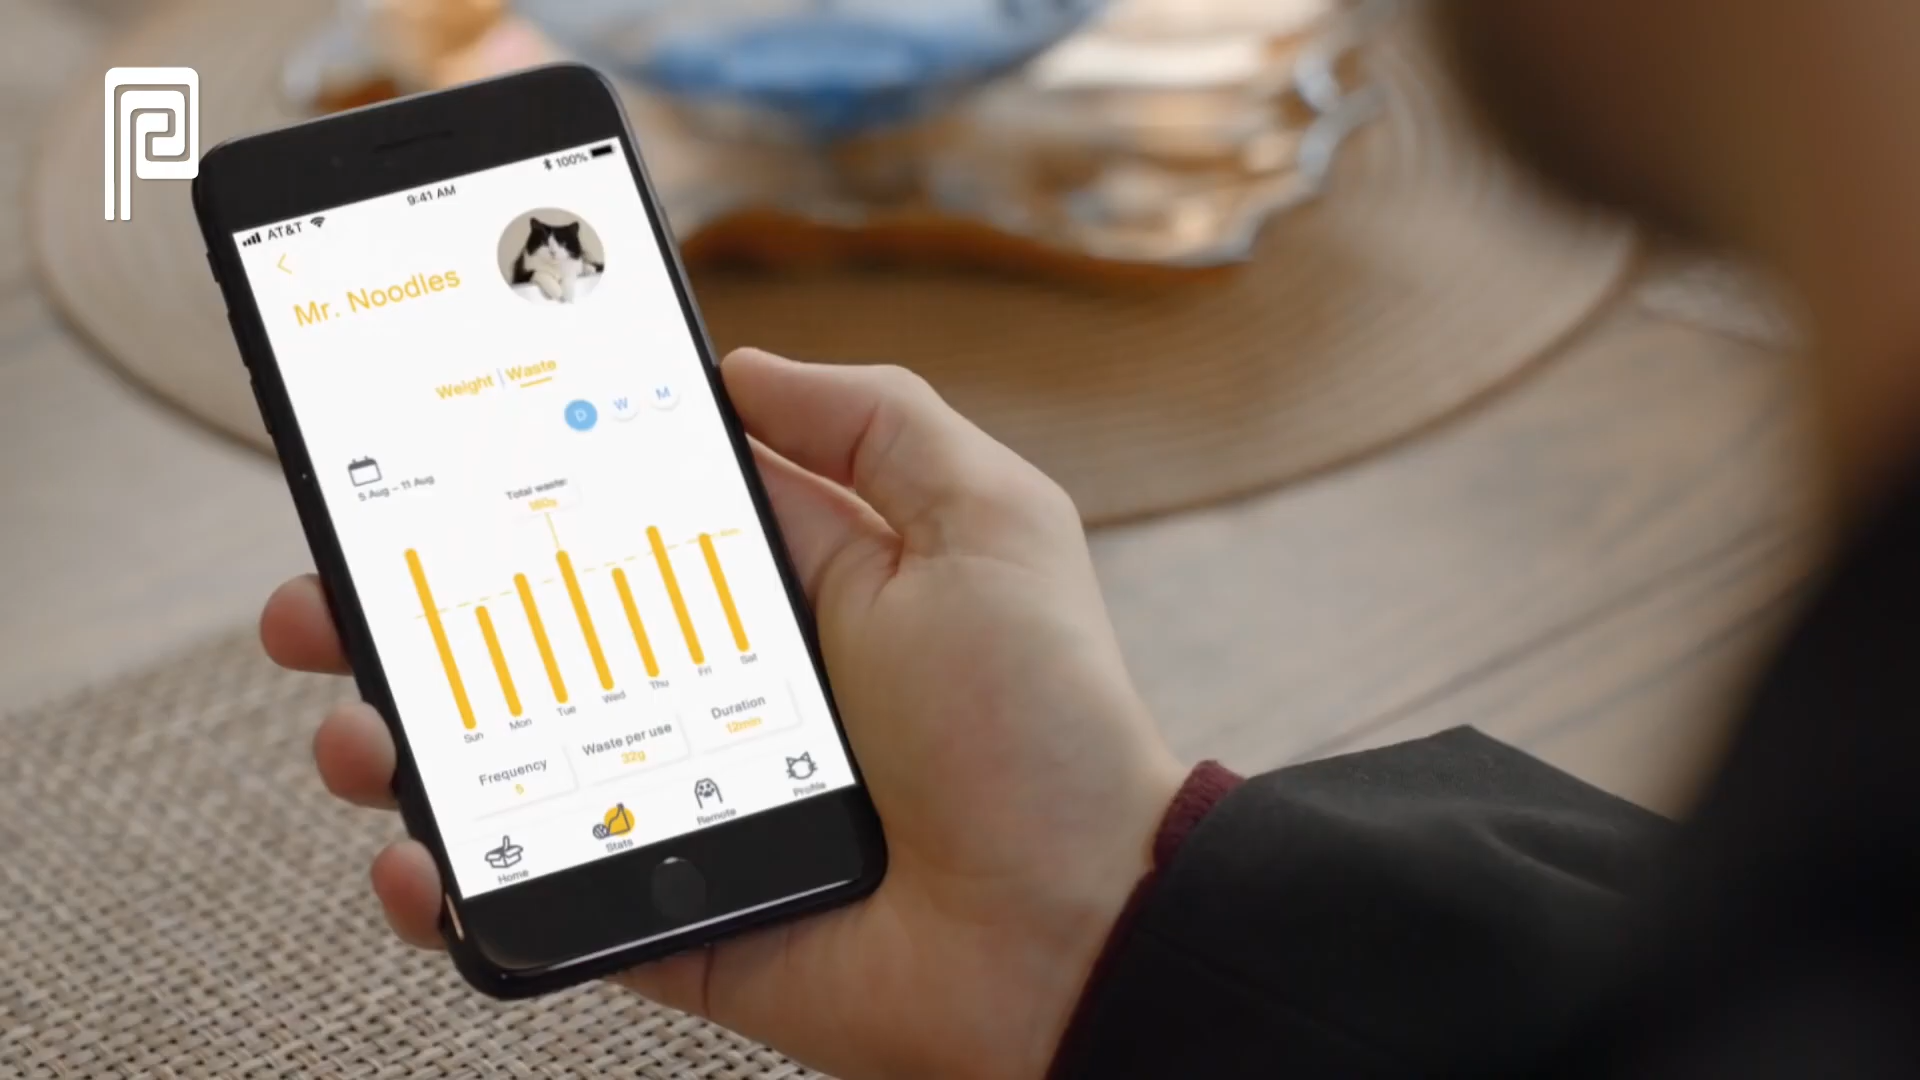 AT&T
9:41 AM
100%
Mr. Noodles
Weight | Waste
D W M
5 Aug – 11 Aug
Total waste:
160g
Sun Mon Tue Wed Thu Fri Sat
Frequency
5
Waste per use
32g
Duration
12min
Home
Stats
Remote
Profile